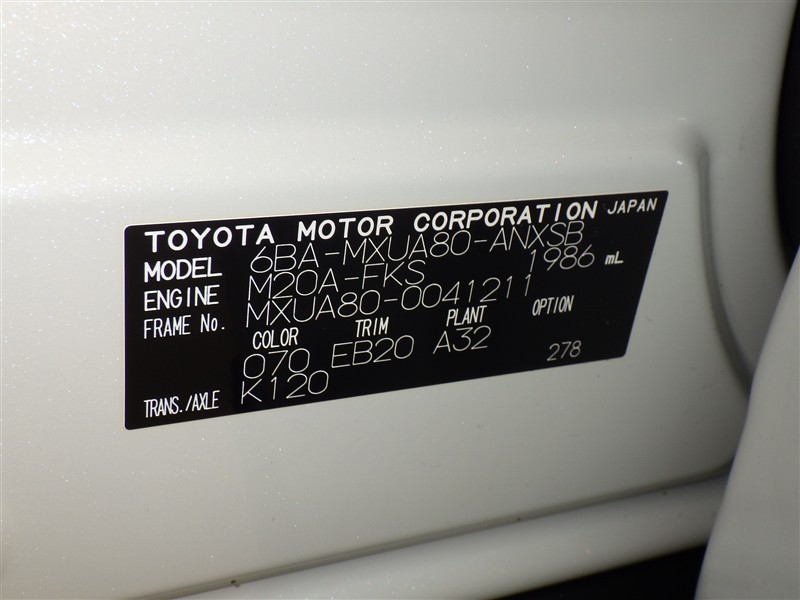 TOYOTA MOTOR CORPORATION JAPAN
MODEL 6BA-MXUA80-ANXSB
ENGINE M20A-FKS 1986 mL
FRAME No. MXUA80-0041211
COLOR TRIM PLANT OPTION
070 EB20 A32 278
TRANS./AXLE K120